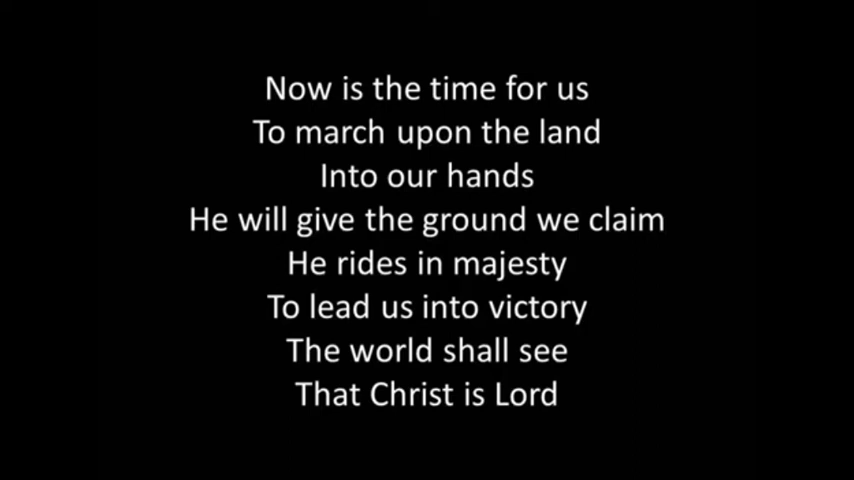 Now is the time for us
To march upon the land
Into our hands
He will give the ground we claim
He rides in majesty
To lead us into victory
The world shall see
That Christ is Lord